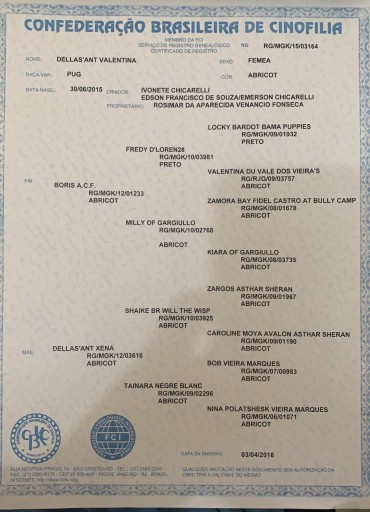 CONFEDERAÇÃO BRASILEIRA DE CINOFILIA
MEMBRO DA FCI
SERVIÇO DE REGISTRO GENEALÓGICO
CERTIFICADO DE REGISTRO
RG: RG/MGK/15/03164
NOME: DELLAS'ANT VALENTINA SEXO: FEMEA
RAÇA/VAR: PUG COR: ABRICOT
DATA NASC: 30/06/2015 CRIADOR: IVONETE CHICARELLI
EDSON FRANCISCO DE SOUZA/EMERSON CHICARELLI
PROPRIETÁRIO: ROSIMAR DA APARECIDA VENANCIO FONSECA
LOCKY BARDOT BAMA PUPPIES
RG/MGK/09/01932
PRETO
FREDY D'LOREN28
RG/MGK/10/03981
PRETO
VALENTINA DU VALE DOS VIEIRA'S
RG/RJO/09/03757
ABRICOT
PAI: BORIS A.C.F.
RG/MGK/12/01233
ABRICOT
ZAMORA BAY FIDEL CASTRO AT BULLY CAMP
RG/MGK/08/01678
ABRICOT
MILLY OF GARGIULLO
RG/MGK/10/02768
ABRICOT
KIARA OF GARGIULLO
RG/MGK/08/03735
ABRICOT
ZARGOS ASTHAR SHERAN
RG/MGK/09/01967
ABRICOT
SHAIKE BR WILL THE WISP
RG/MGK/10/03925
ABRICOT
CAROLINE MOYA AVALON ASTHAR SHERAN
RG/MGK/09/01190
ABRICOT
MÃE: DELLAS'ANT XENA
RG/MGK/12/03616
ABRICOT
BOB VIEIRA MARQUES
RG/MGK/07/00983
ABRICOT
TAINARA NEGRE BLANC
RG/MGK/09/02296
ABRICOT
NINA POLATSHESK VIEIRA MARQUES
RG/MGK/06/01071
ABRICOT
CBKC
FCI
DATA DA EMISSÃO: 03/04/2018
QUALQUER ANOTAÇÃO NESTE DOCUMENTO SEM AUTORIZAÇÃO DA
CBKC TIRA A VALIDADE DO MESMO